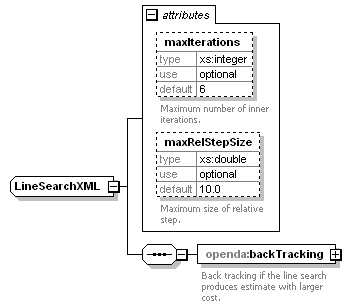 attributes
maxIterations
type xs:integer
use optional
default 6
Maximum number of inner
iterations.
maxRelStepSize
type xs:double
use optional
default 10.0
Maximum size of relative
step.
LineSearchXML
openda:backTracking
Back tracking if the line search
produces estimate with larger
cost.